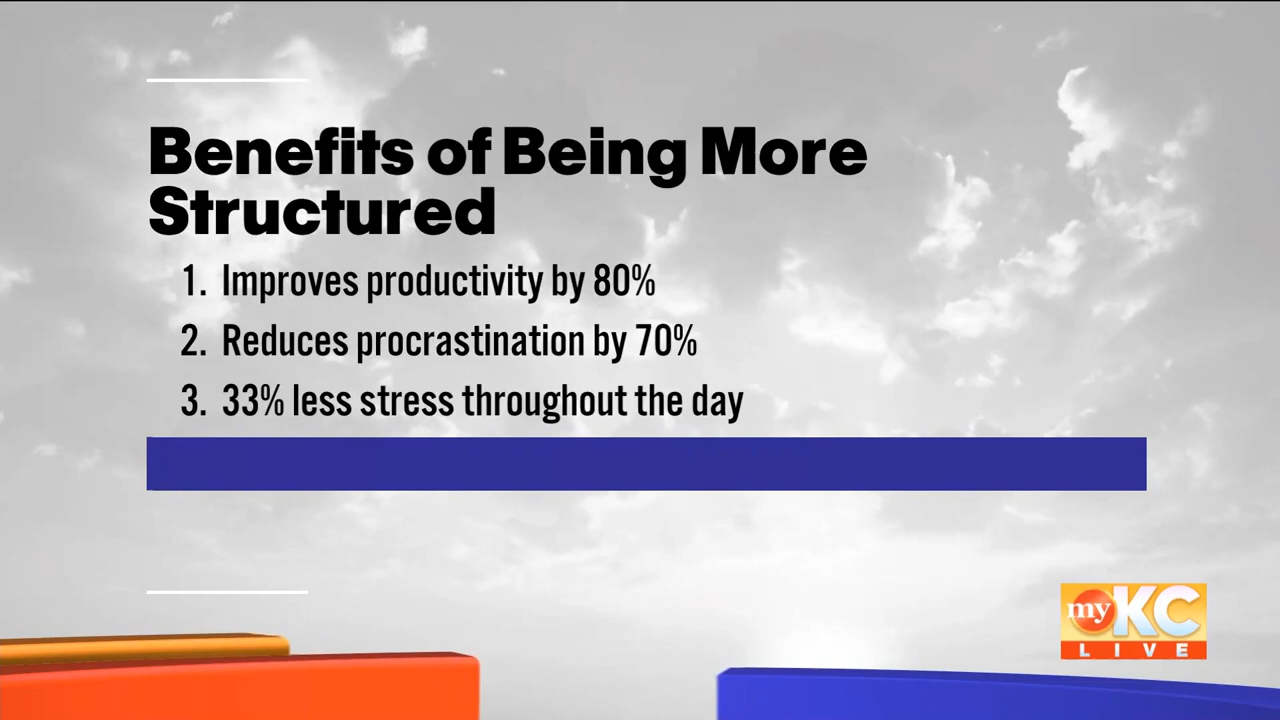 Benefits of Being More
Structured
1. Improves productivity by 80%
2. Reduces procrastination by 70%
3. 33% less stress throughout the day
my KC
LIVE